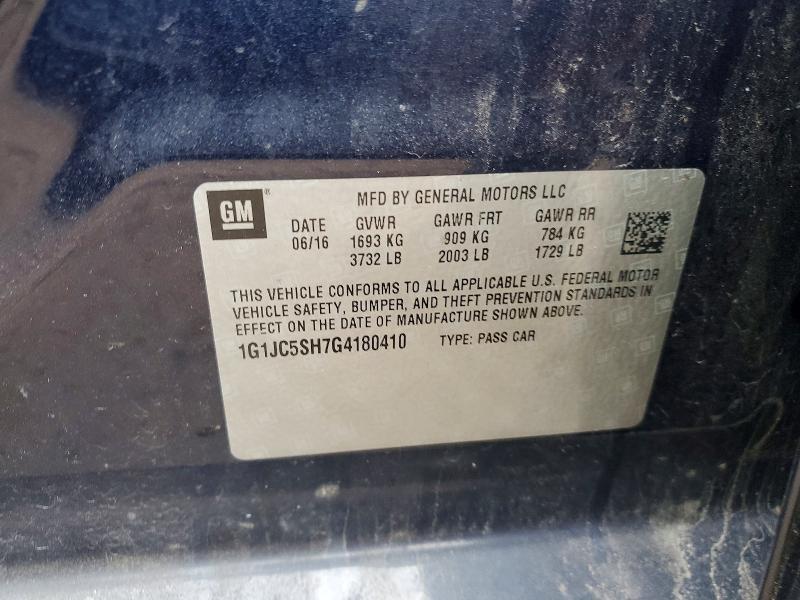 GM®
MFD BY GENERAL MOTORS LLC
DATE GVWR GAWR FRT GAWR RR
06/16 1693 KG 909 KG 784 KG
3732 LB 2003 LB 1729 LB
THIS VEHICLE CONFORMS TO ALL APPLICABLE U.S. FEDERAL MOTOR
VEHICLE SAFETY, BUMPER, AND THEFT PREVENTION STANDARDS IN
EFFECT ON THE DATE OF MANUFACTURE SHOWN ABOVE.
1G1JC5SH7G4180410 TYPE: PASS CAR